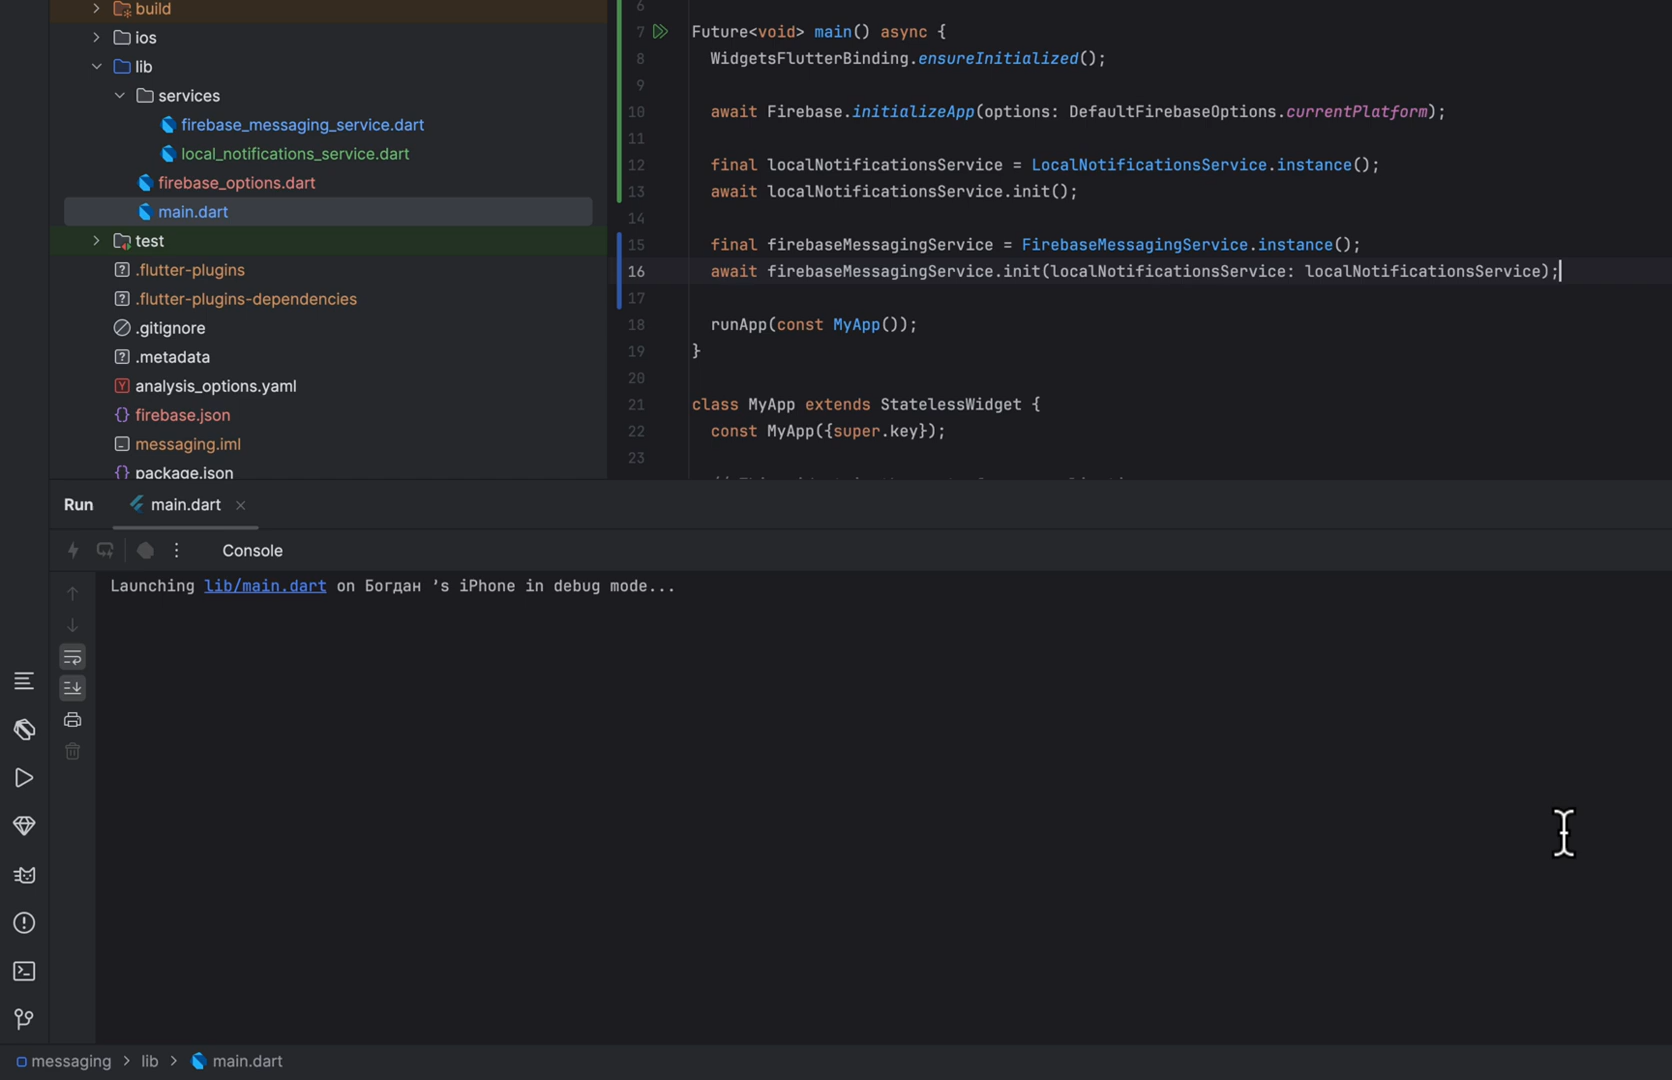 build
ios
lib
services
firebase_messaging_service.dart
local_notifications_service.dart
firebase_options.dart
main.dart
test
.flutter-plugins
.flutter-plugins-dependencies
.gitignore
.metadata
analysis_options.yaml
firebase.json
messaging.iml
package.json
6
7 Future<void> main() async {
8 WidgetsFlutterBinding.ensureInitialized();
9
10 await Firebase.initializeApp(options: DefaultFirebaseOptions.currentPlatform);
11
12 final localNotificationsService = LocalNotificationsService.instance();
13 await localNotificationsService.init();
14
15 final firebaseMessagingService = FirebaseMessagingService.instance();
16 await firebaseMessagingService.init(localNotificationsService: localNotificationsService);
17
18 runApp(const MyApp());
19 }
20
21 class MyApp extends StatelessWidget {
22 const MyApp({super.key});
23
Run main.dart
Console
Launching lib/main.dart on Богдан ’s iPhone in debug mode...
messaging > lib > main.dart